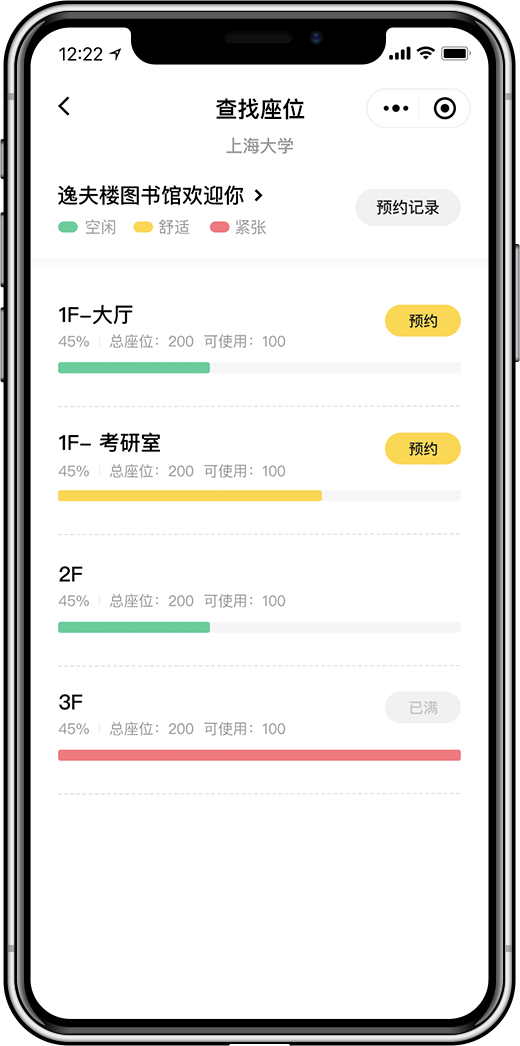 12:22
查找座位
上海大学
逸夫楼图书馆欢迎你
预约记录
空闲 舒适 紧张
1F-大厅
预约
45% 总座位：200 可使用：100
1F- 考研室
预约
45% 总座位：200 可使用：100
2F
45% 总座位：200 可使用：100
3F
已满
45% 总座位：200 可使用：100